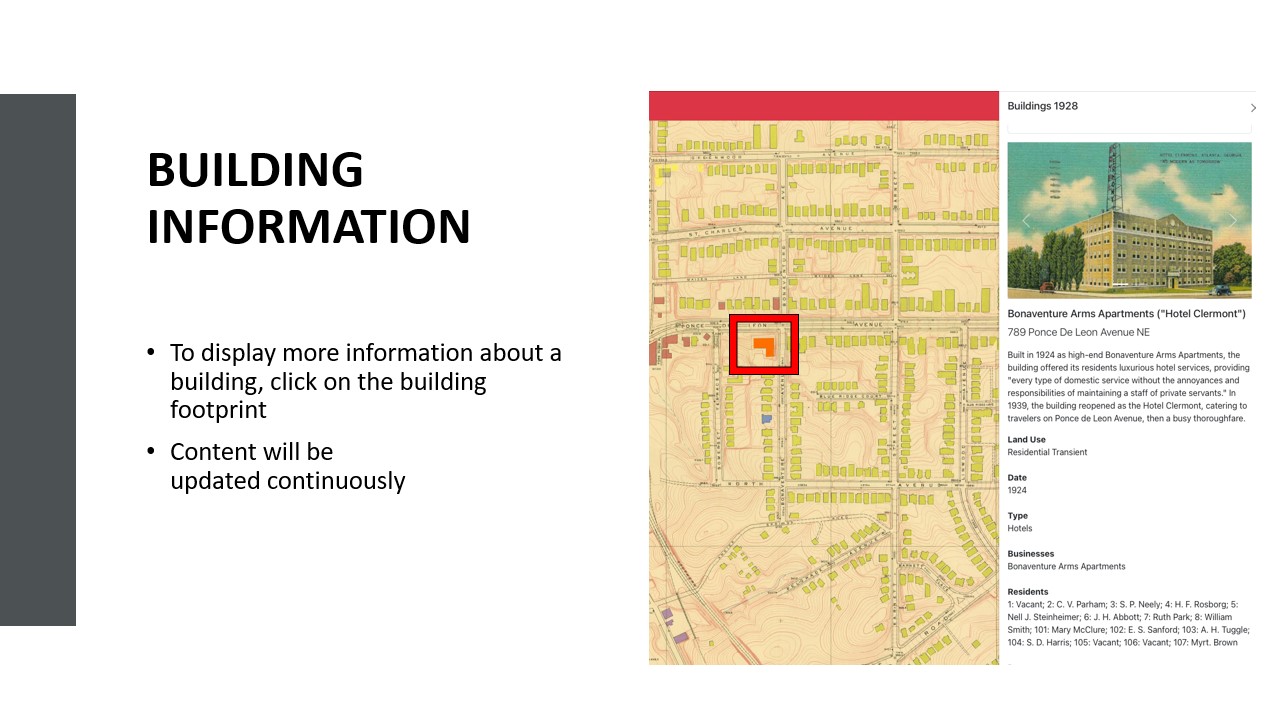 BUILDING
INFORMATION
• To display more information about a
building, click on the building
footprint
• Content will be
updated continuously
ST. CHARLES AVENUE
PONCE DE LEON AVENUE
NORTH AVENUE
ROAD
Buildings 1928
Bonaventure Arms Apartments ("Hotel Clermont")
789 Ponce De Leon Avenue NE
Built in 1924 as high-end Bonaventure Arms Apartments, the
building offered its residents luxurious hotel services, providing
"every type of domestic service without the annoyances and
responsibilities of maintaining a staff of private servants." In
1939, the building reopened as the Hotel Clermont, catering to
travelers on Ponce de Leon Avenue, then a busy thoroughfare.
Land Use
Residential Transient
Date
1924
Type
Hotels
Businesses
Bonaventure Arms Apartments
Residents
1: Vacant; 2: C. V. Parham; 3: S. P. Neely; 4: H. F. Rosborg; 5:
Nell J. Steinheimer; 6: J. H. Abbott; 7: Ruth Park; 8: William
Smith; 101: Mary McClure; 102: E. S. Sanford; 103: A. H. Tuggle;
104: S. D. Harris; 105: Vacant; 106: Vacant; 107: Myrt. Brown